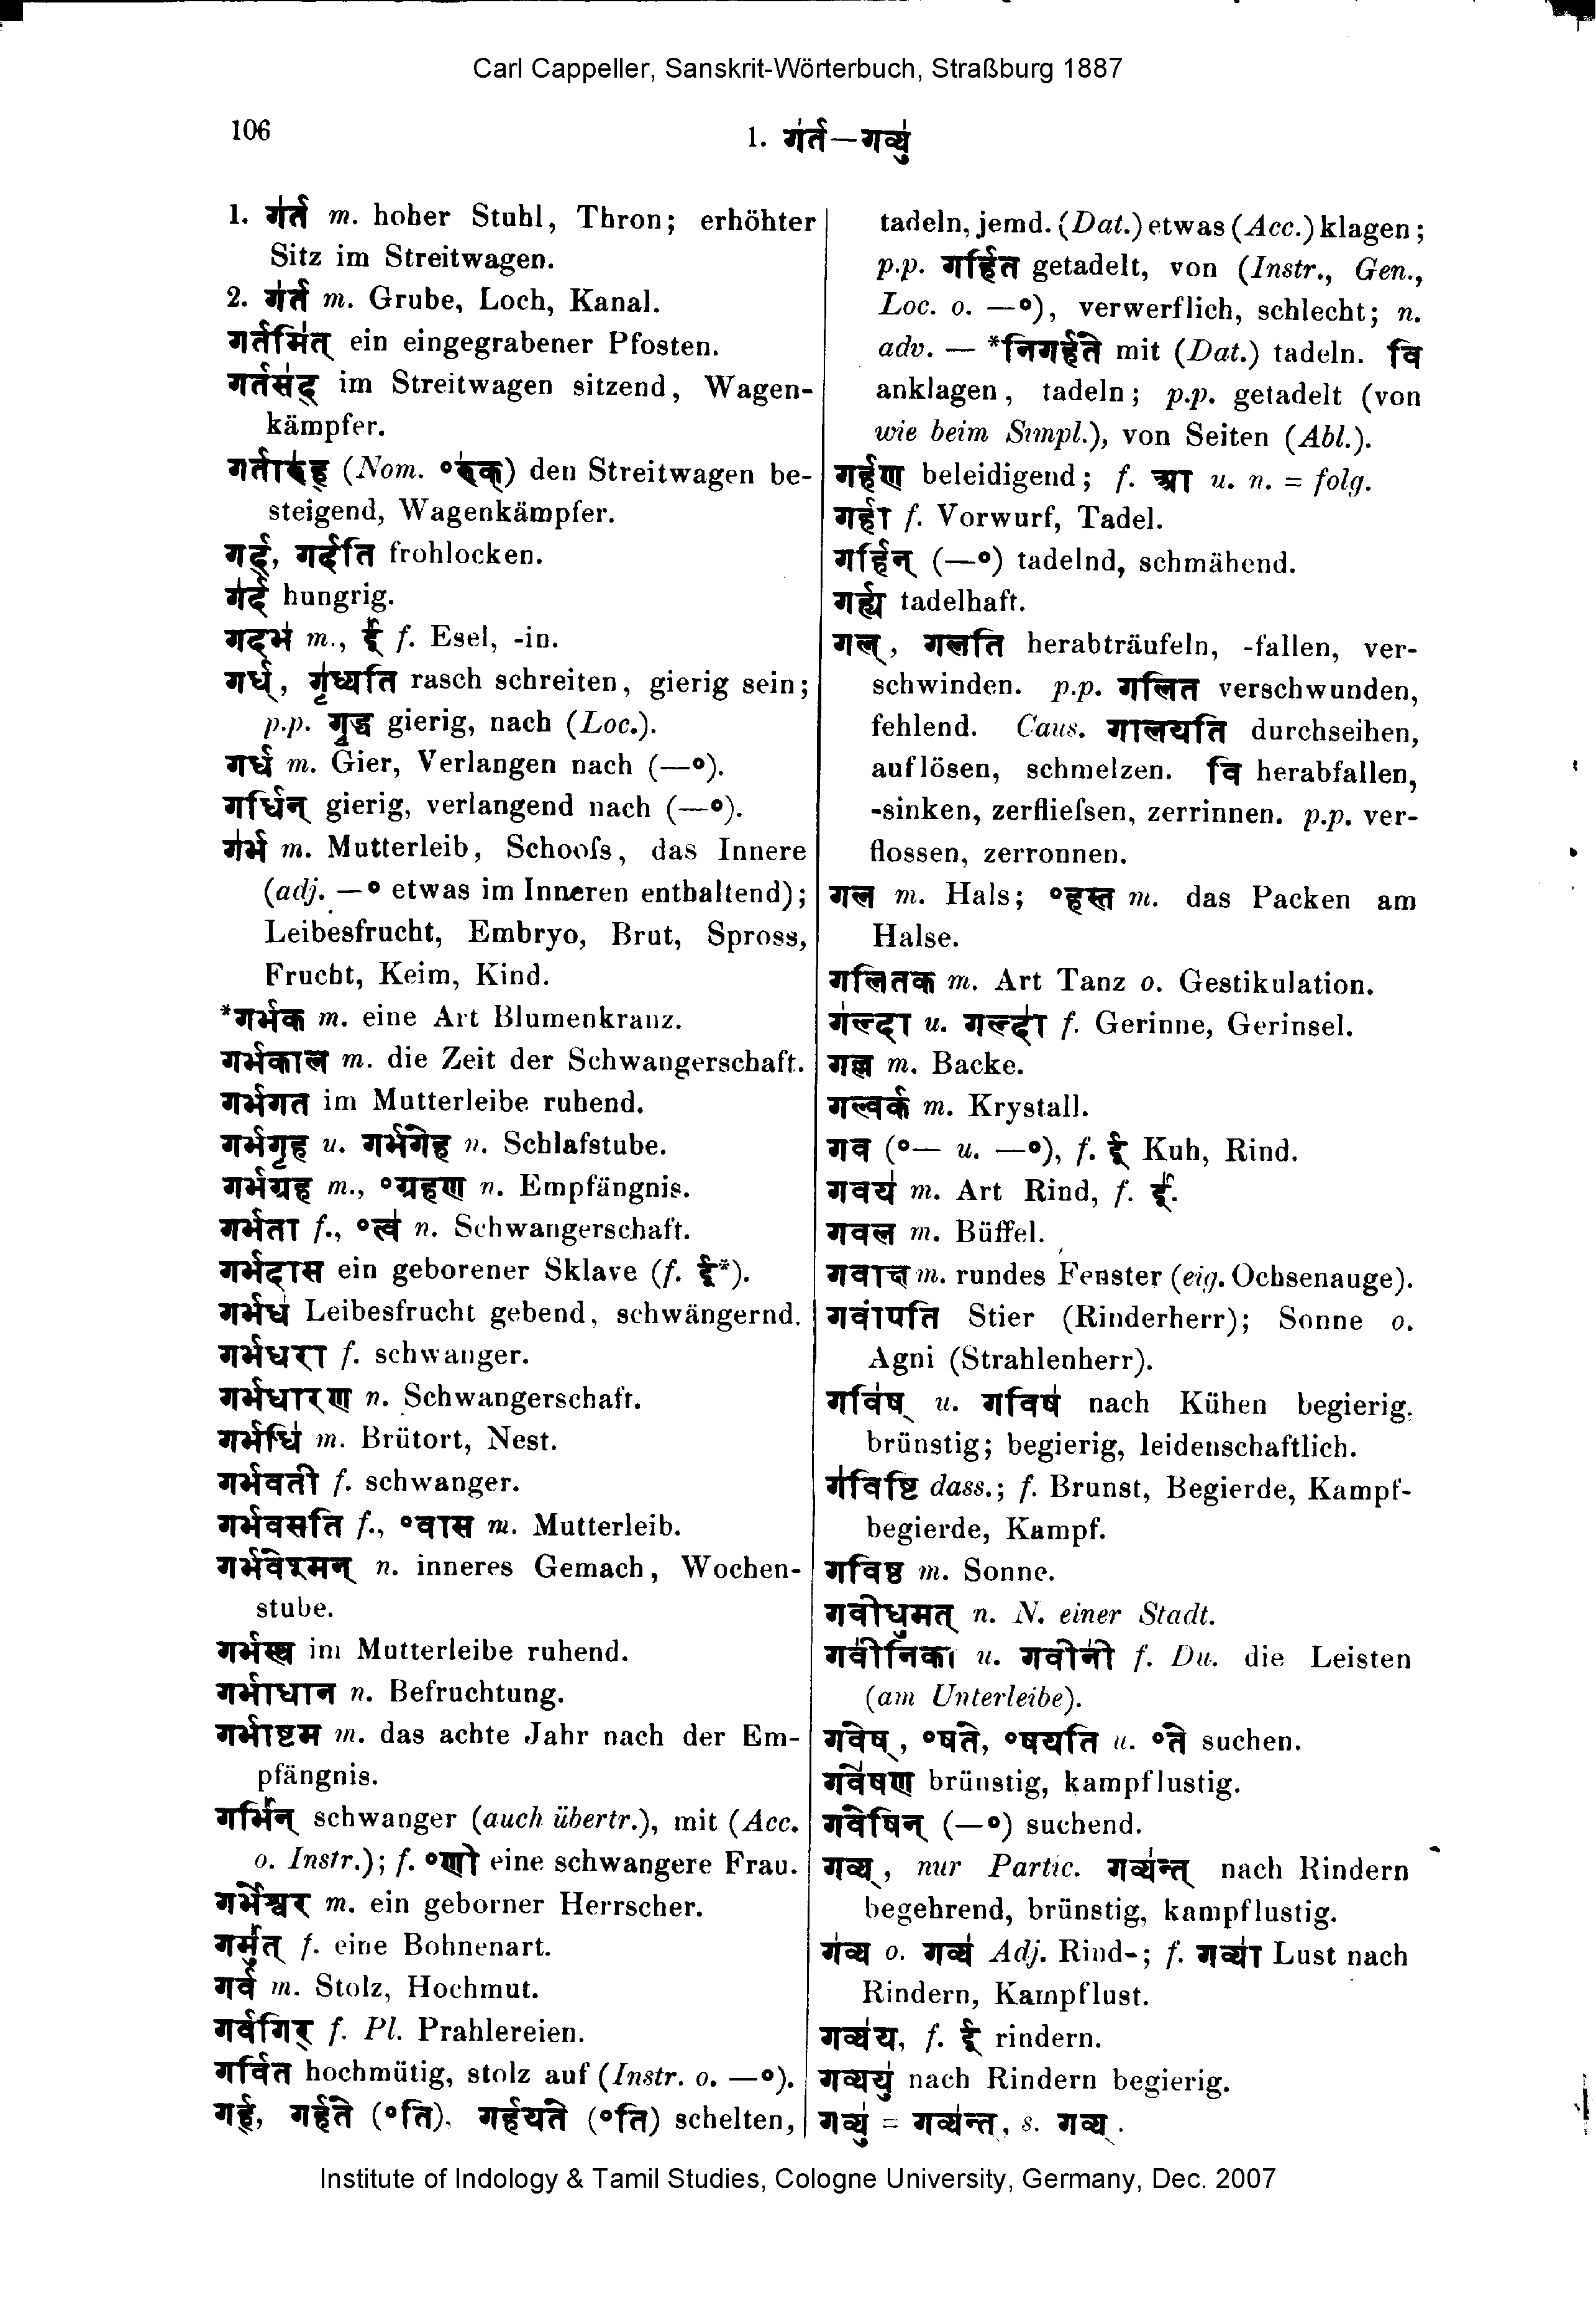 Carl Cappeller, Sanskrit-Wörterbuch, Straßburg 1887
106
1. ग॑र्त—गव्यु॑
1. ग॑र्त m. hoher Stuhl, Thron; erhöhter
Sitz im Streitwagen.
2. ग॑र्त m. Grube, Loch, Kanal.
गर्तमि॑त् ein eingegrabener Pfosten.
गर्तस॑द् im Streitwagen sitzend, Wagen-
kämpfer.
गर्तारु॑ह् (Nom. °रु॑क्) den Streitwagen be-
steigend, Wagenkämpfer.
गर्द्, गर्दति frohlocken.
ग॑र्द hungrig.
गर्दभ॑ m., ई f. Esel, -in.
गर्ध्, गृ॑ध्यति rasch schreiten, gierig sein;
p.p. गृद्ध gierig, nach (Loc.).
गर्ध m. Gier, Verlangen nach (—°).
गर्धिन् gierig, verlangend nach (—°).
ग॑र्भ m. Mutterleib, Schoofs, das Innere
(adj. —° etwas im Inneren enthaltend);
Leibesfrucht, Embryo, Brut, Spross,
Frucht, Keim, Kind.
*गर्भक m. eine Art Blumenkranz.
गर्भकाल m. die Zeit der Schwangerschaft.
गर्भगत im Mutterleibe ruhend.
गर्भगृह u. गर्भगेह n. Schlafstube.
गर्भग्रह m., °ग्रहण n. Empfängnis.
गर्भता f., °त्व॑ n. Schwangerschaft.
गर्भदास ein geborener Sklave (f. ई*).
गर्भध॑ Leibesfrucht gebend, schwängernd.
गर्भधरा f. schwanger.
गर्भधारण n. Schwangerschaft.
गर्भधि॑ m. Brütort, Nest.
गर्भवती f. schwanger.
गर्भवसति f., °वास m. Mutterleib.
गर्भवेश्मन् n. inneres Gemach, Wochen-
stube.
गर्भस्थ im Mutterleibe ruhend.
गर्भाधान n. Befruchtung.
गर्भाष्टम m. das achte Jahr nach der Em-
pfängnis.
गर्भि॑न् schwanger (auch übertr.), mit (Acc.
o. Instr.); f. °णी eine schwangere Frau.
गर्भेश्वर m. ein geborner Herrscher.
गर्मु॑त् f. eine Bohnenart.
गर्व m. Stolz, Hochmut.
गर्वगिर् f. Pl. Prahlereien.
गर्वित hochmütig, stolz auf (Instr. o. —°).
गर्ह्, गर्हते (°ति), गर्हयते (°ति) schelten,
tadeln, jemd. (Dat.) etwas (Acc.) klagen;
p.p. गर्हित getadelt, von (Instr., Gen.,
Loc. o. —°), verwerflich, schlecht; n.
adv. — *निगर्हते mit (Dat.) tadeln. वि
anklagen, tadeln; p.p. getadelt (von
wie beim Simpl.), von Seiten (Abl.).
गर्हण beleidigend; f. आ u. n. = folg.
गर्हा f. Vorwurf, Tadel.
गर्हिन् (—°) tadelnd, schmähend.
गर्ह्य tadelhaft.
गल्, गलति herabträufeln, -fallen, ver-
schwinden. p.p. गलित verschwunden,
fehlend. Caus. गालयति durchseihen,
auflösen, schmelzen. वि herabfallen,
-sinken, zerfliefsen, zerrinnen. p.p. ver-
flossen, zerronnen.
गल m. Hals; °हस्त m. das Packen am
Halse.
गलितक m. Art Tanz o. Gestikulation.
ग॑ल्दा u. गल्दा॑ f. Gerinne, Gerinsel.
गल्ल m. Backe.
गल्वर्क m. Krystall.
गव (°— u. —°), f. ई Kuh, Rind.
गवय॑ m. Art Rind, f. ई॑.
गवल m. Büffel.
गवाक्ष m. rundes Fenster (eig. Ochsenauge).
गवांपति Stier (Rinderherr); Sonne o.
Agni (Strahlenherr).
गवि॑ष् u. गविष॑ nach Kühen begierig,
brünstig; begierig, leidenschaftlich.
ग॑विष्टि dass.; f. Brunst, Begierde, Kampf-
begierde, Kampf.
गविष्ठ m. Sonne.
गवीधुमत् n. N. einer Stadt.
गवी॑निका u. गवीनी॑ f. Du. die Leisten
(am Unterleibe).
गवेष्, °षते, °षयति u. °ते suchen.
गवे॑षण brünstig, kampflustig.
गवेषिन् (—°) suchend.
गव्य्, nur Partic. गव्य॑न्त् nach Rindern
begehrend, brünstig, kampflustig.
ग॑व्य o. गव्य॑ Adj. Rind-; f. गव्या॑ Lust nach
Rindern, Kampflust.
गव्य॑य, f. ई rindern.
गव्ययु॑ nach Rindern begierig.
गव्यु॑ = गव्य॑न्त्, s. गव्य्.
Institute of Indology & Tamil Studies, Cologne University, Germany, Dec. 2007